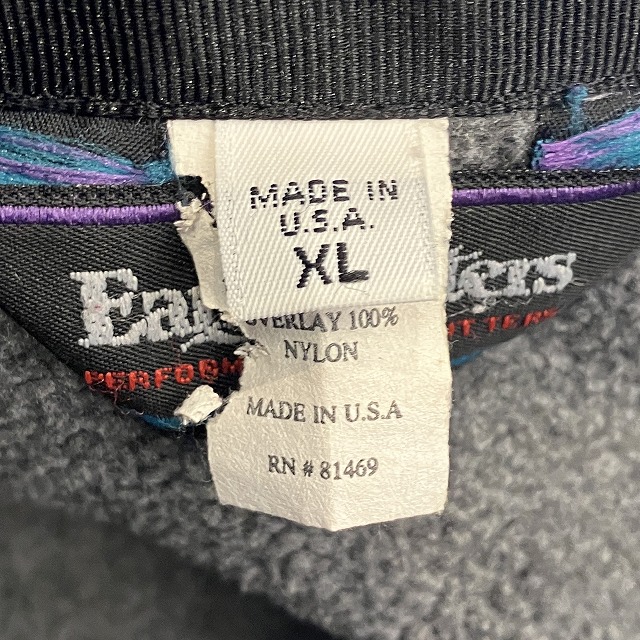 MADE IN
U.S.A.
XL
OVERLAY 100%
NYLON
MADE IN U.S.A
RN # 81469